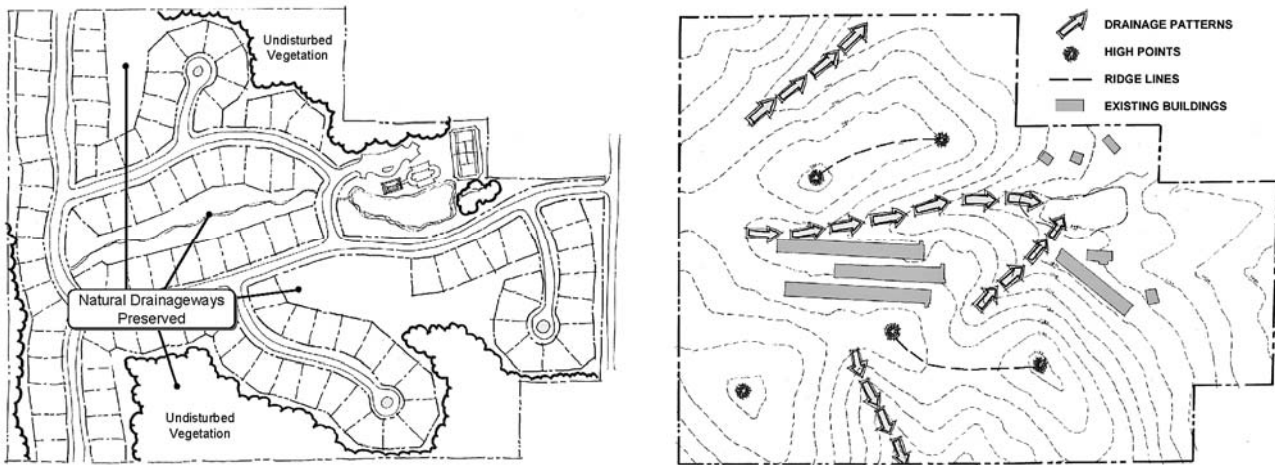 Undisturbed
Vegetation
Natural Drainageways
Preserved
Undisturbed
Vegetation
DRAINAGE PATTERNS
HIGH POINTS
RIDGE LINES
EXISTING BUILDINGS